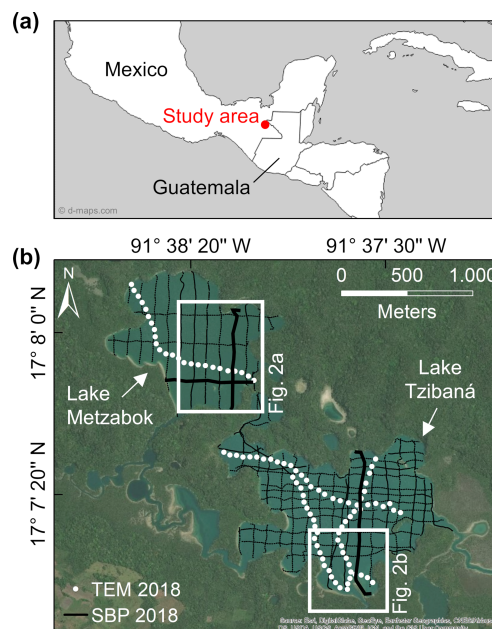 (a)
Mexico
Study area
Guatemala
© d-maps.com
91° 38' 20" W
91° 37' 30" W
(b)
N
0 500 1.000
Meters
17° 8' 0" N
Lake
Metzabok
Fig. 2a
Lake
Tzibaná
17° 7' 20" N
Fig. 2b
TEM 2018
SBP 2018
Sources: Esri, DigitalGlobe, GeoEye, Earthstar Geographics, CNES/Airbus